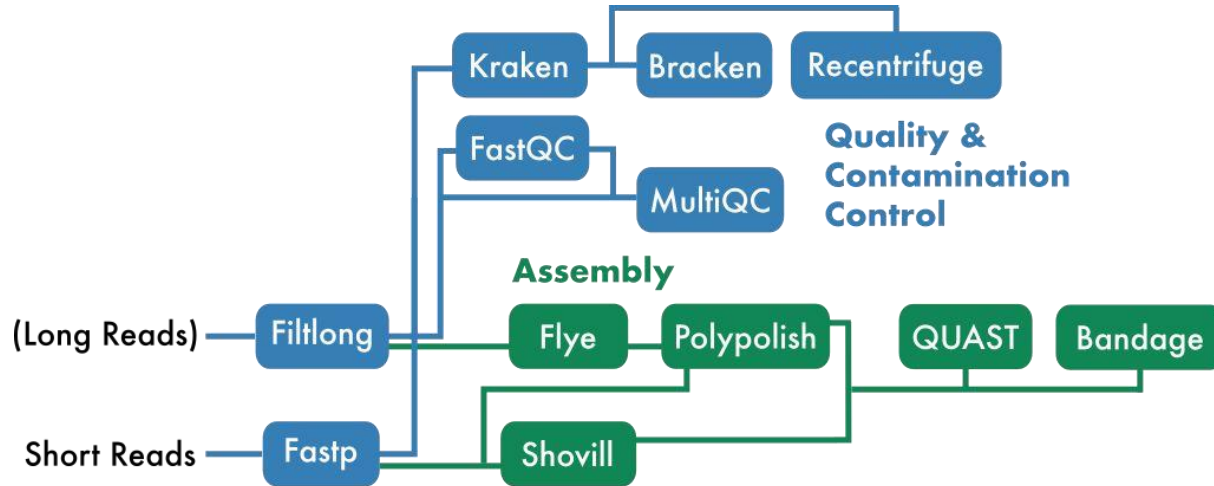 Kraken
Bracken
Recentrifuge
FastQC
MultiQC
Quality &
Contamination
Control
Assembly
(Long Reads)
Filtlong
Flye
Polypolish
QUAST
Bandage
Short Reads
Fastp
Shovill